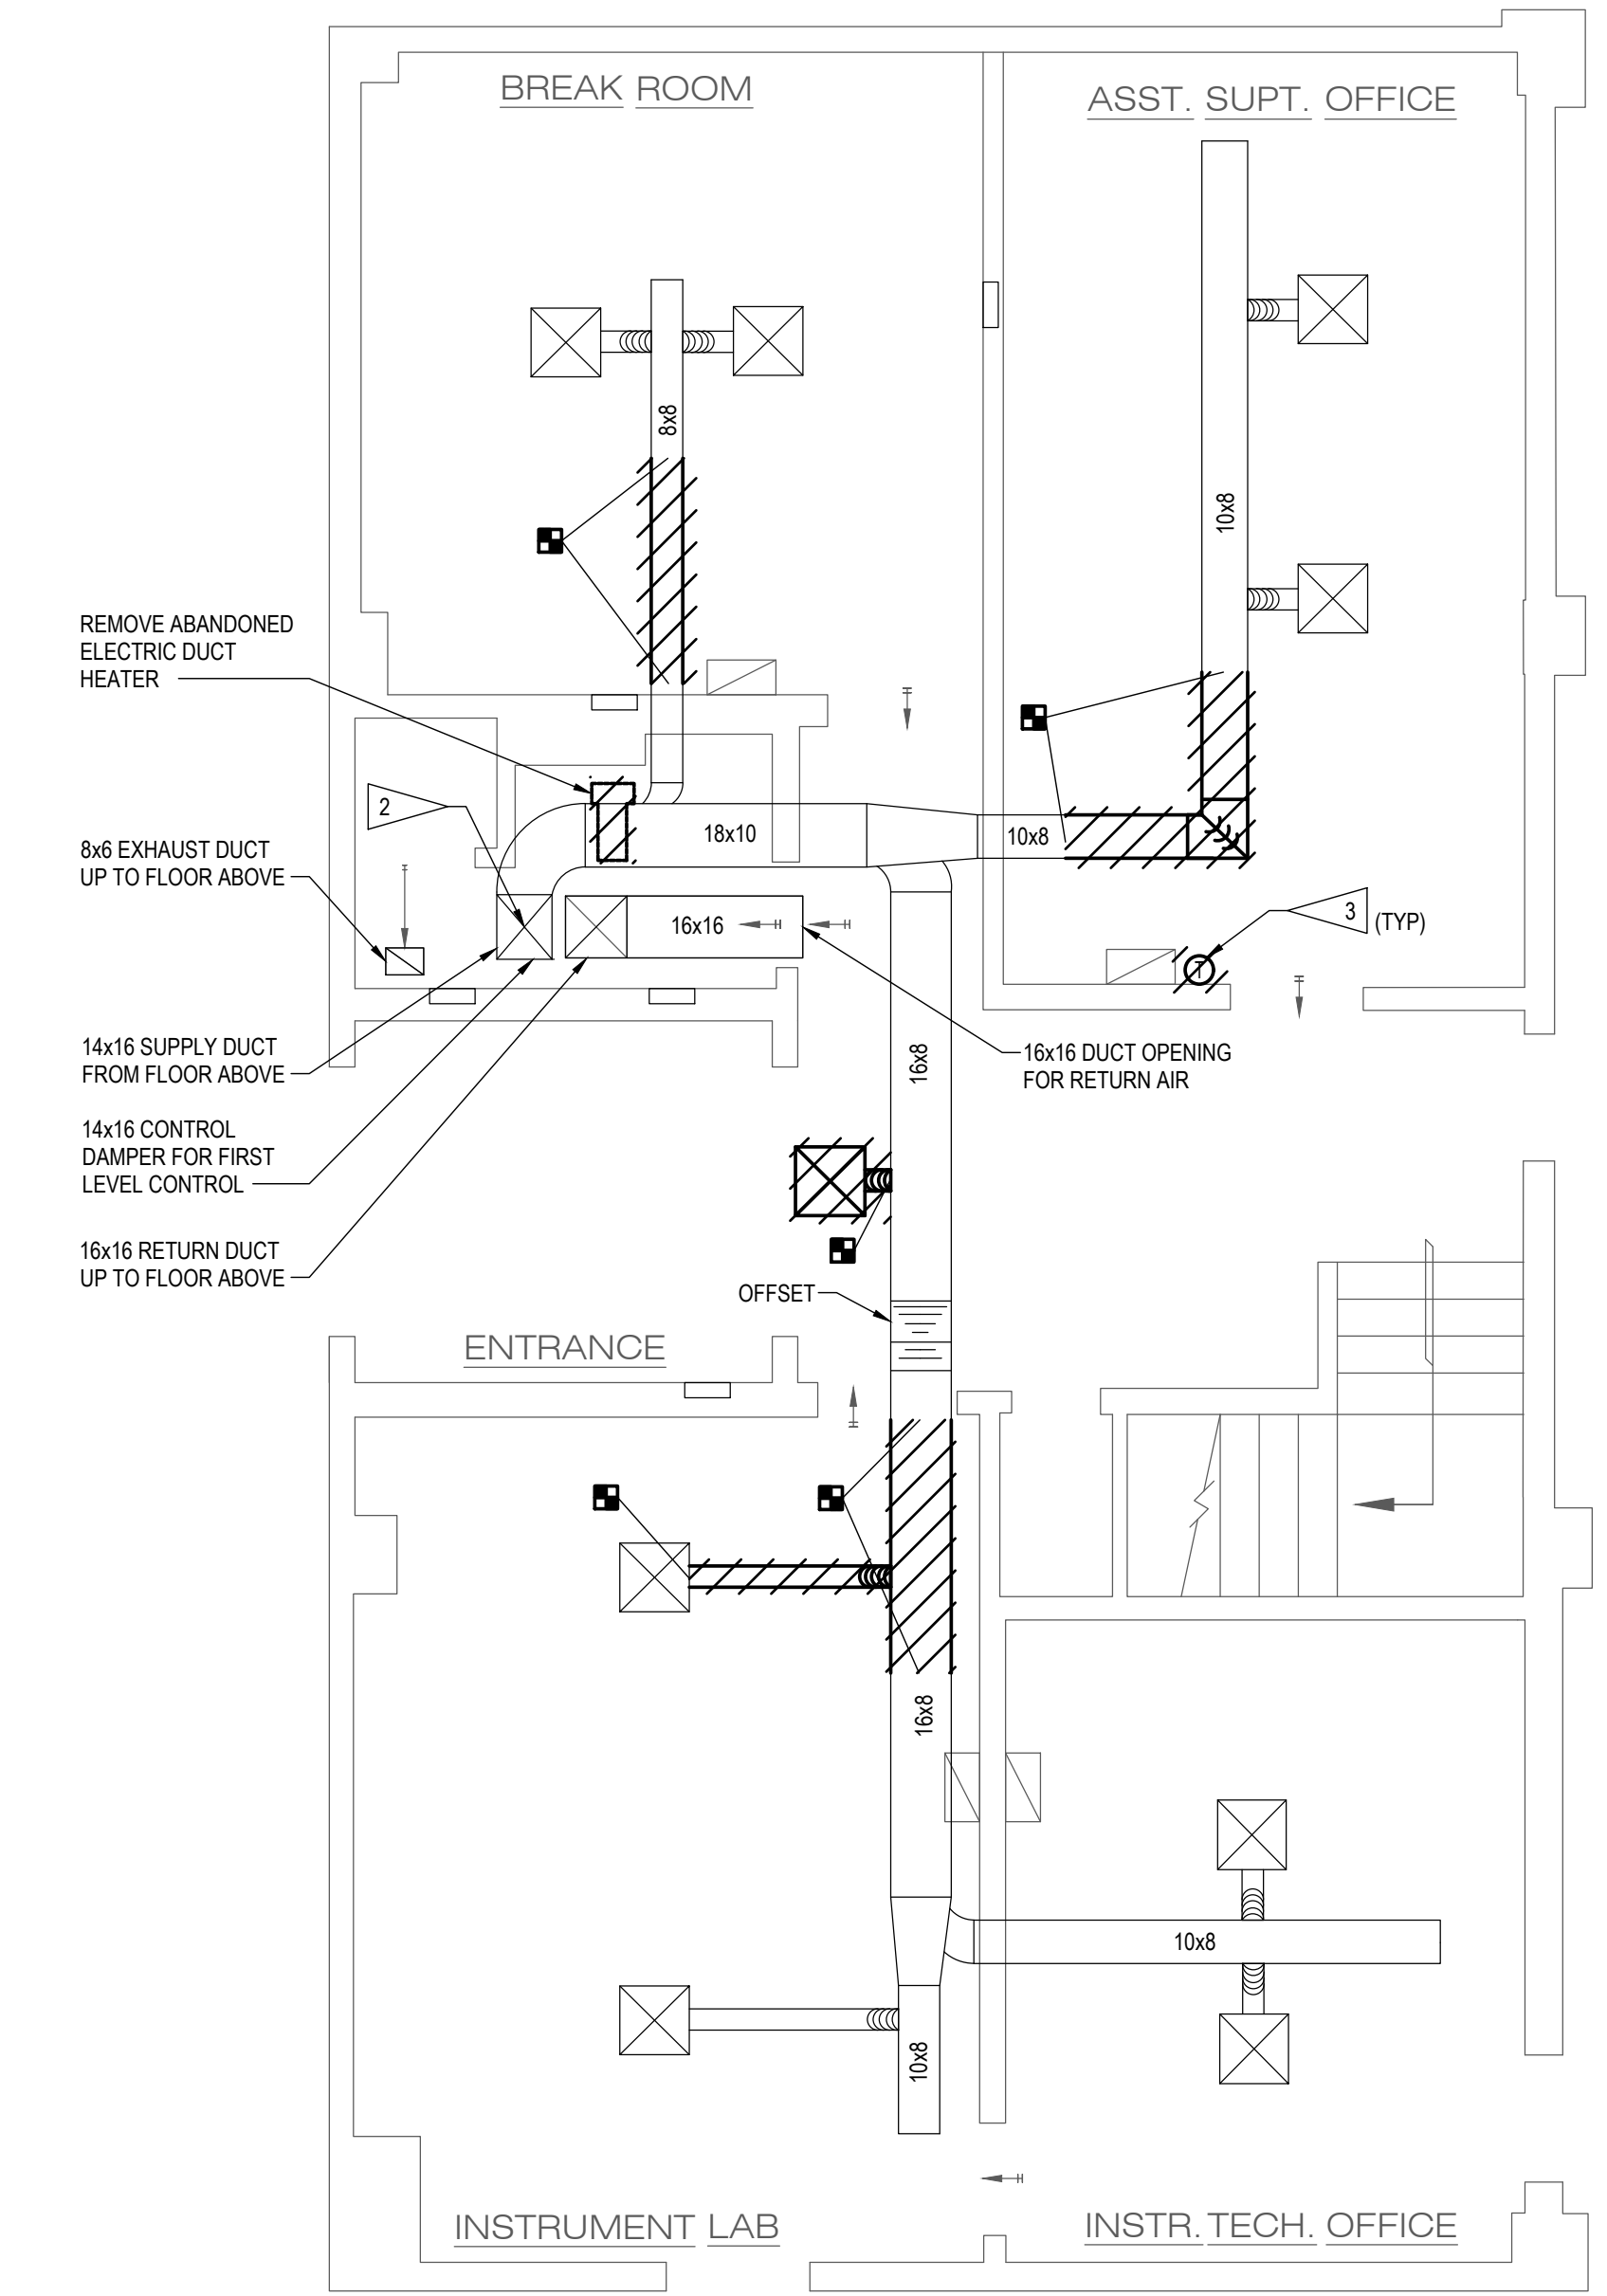 BREAK ROOM
ASST. SUPT. OFFICE
8x8
10x8
REMOVE ABANDONED
ELECTRIC DUCT
HEATER
2
18x10
10x8
8x6 EXHAUST DUCT
UP TO FLOOR ABOVE
16x16
3
(TYP)
T
14x16 SUPPLY DUCT
FROM FLOOR ABOVE
16x8
16x16 DUCT OPENING
FOR RETURN AIR
14x16 CONTROL
DAMPER FOR FIRST
LEVEL CONTROL
16x16 RETURN DUCT
UP TO FLOOR ABOVE
OFFSET
ENTRANCE
16x8
10x8
10x8
INSTRUMENT LAB
INSTR. TECH. OFFICE